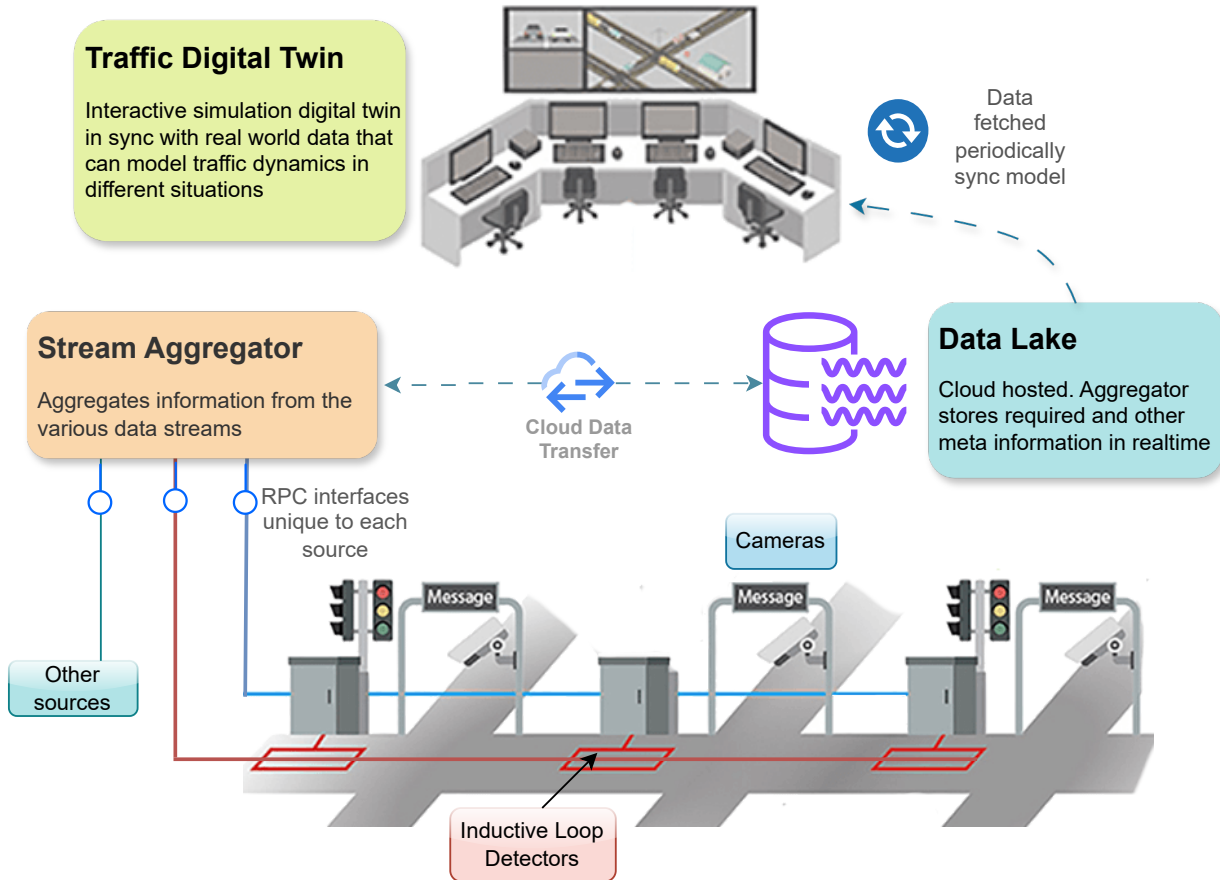 Traffic Digital Twin
Interactive simulation digital twin
in sync with real world data that
can model traffic dynamics in
different situations
Data
fetched
periodically
sync model
Stream Aggregator
Aggregates information from the
various data streams
Cloud Data
Transfer
Data Lake
Cloud hosted. Aggregator
stores required and other
meta information in realtime
RPC interfaces
unique to each
source
Cameras
Message
Message
Message
Other
sources
Inductive Loop
Detectors